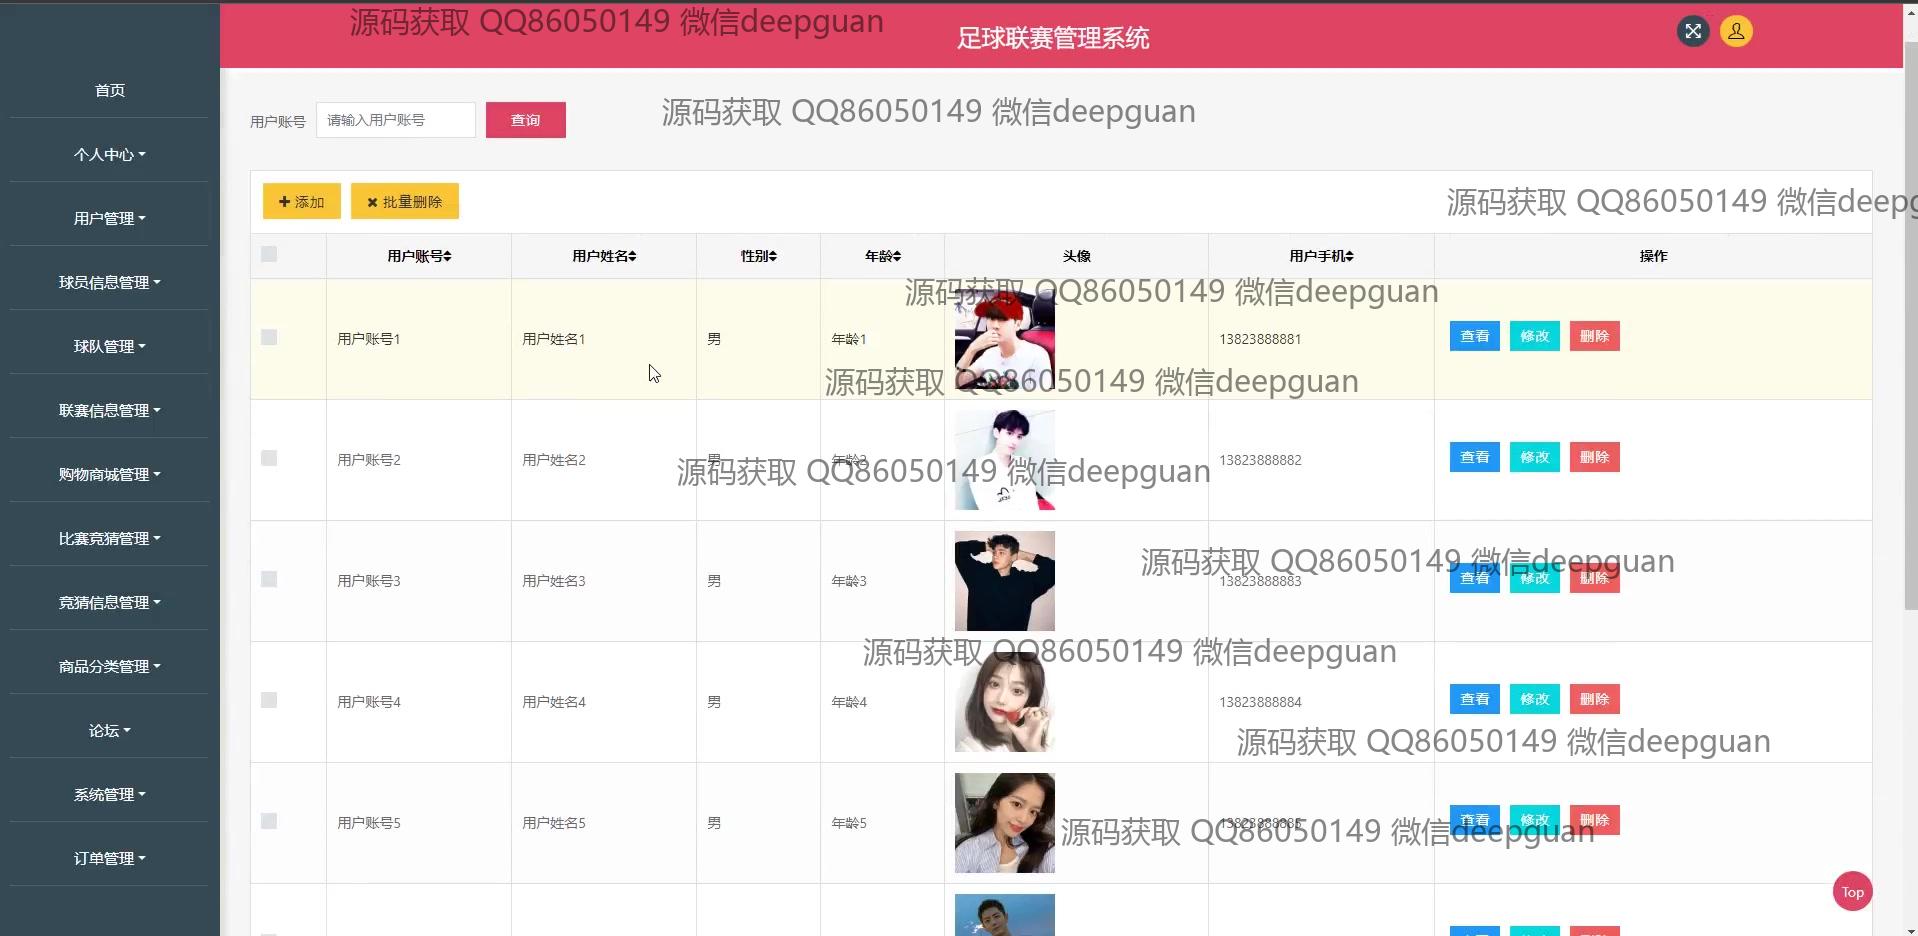 源码获取 QQ86050149 微信deepguan
足球联赛管理系统
首页
个人中心
用户管理
球员信息管理
球队管理
联赛信息管理
购物商城管理
比赛竞猜管理
竞猜信息管理
商品分类管理
论坛
系统管理
订单管理
用户账号 请输入用户账号 查询
源码获取 QQ86050149 微信deepguan
添加 批量删除
源码获取 QQ86050149 微信deepg
用户账号 用户姓名 性别 年龄 头像 用户手机 操作
源码获取 QQ86050149 微信deepguan
用户账号1 用户姓名1 男 年龄1 13823888881 查看 修改 删除
源码获取 QQ86050149 微信deepguan
用户账号2 用户姓名2 男 年龄2 13823888882 查看 修改 删除
源码获取 QQ86050149 微信deepguan
源码获取 QQ86050149 微信deepguan
用户账号3 用户姓名3 男 年龄3 13823888883 查看 修改 删除
源码获取 QQ86050149 微信deepguan
用户账号4 用户姓名4 男 年龄4 13823888884 查看 修改 删除
源码获取 QQ86050149 微信deepguan
用户账号5 用户姓名5 男 年龄5 13823888885 查看 修改 删除
源码获取 QQ86050149 微信deepguan
Top